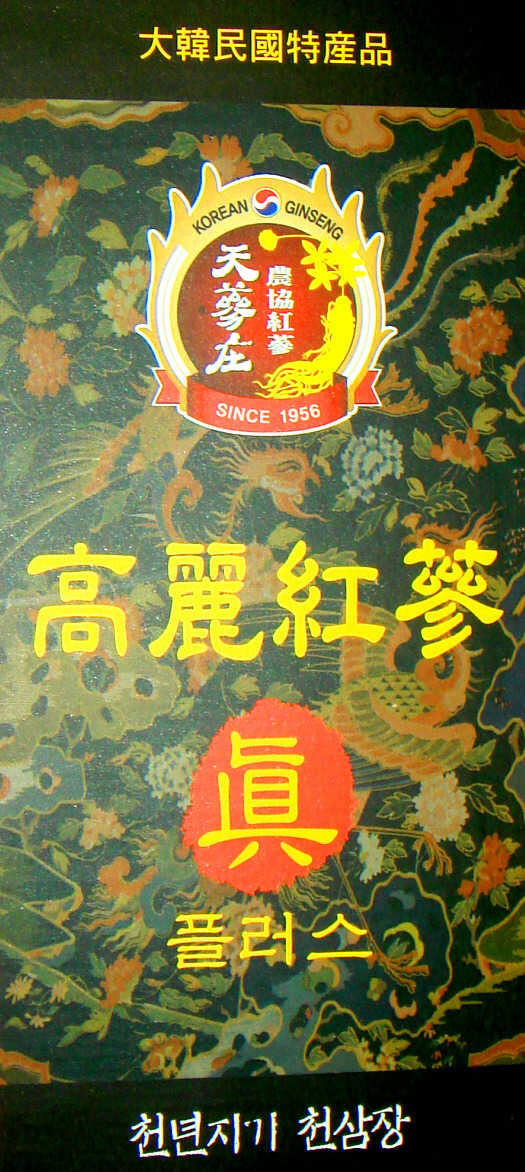 大韓民國特産品
KOREAN GINSENG
天蔘庄
農協紅蔘
SINCE 1956
高麗紅蔘
眞
플러스
천년지기 천삼장